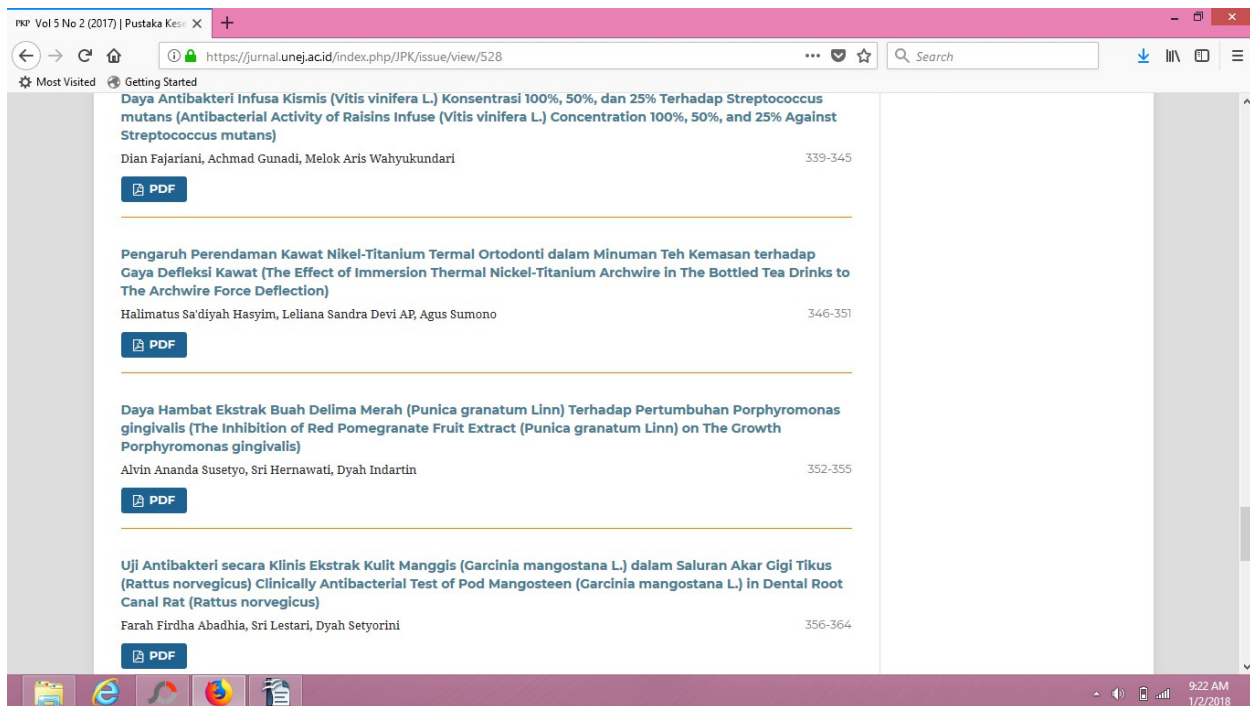 PKP Vol 5 No 2 (2017) | Pustaka Kese
https://jurnal.unej.ac.id/index.php/JPK/issue/view/528
Search
Most Visited
Getting Started
Daya Antibakteri Infusa Kismis (Vitis vinifera L.) Konsentrasi 100%, 50%, dan 25% Terhadap Streptococcus
mutans (Antibacterial Activity of Raisins Infuse (Vitis vinifera L.) Concentration 100%, 50%, and 25% Against
Streptococcus mutans)
Dian Fajariani, Achmad Gunadi, Melok Aris Wahyukundari 339-345
PDF
Pengaruh Perendaman Kawat Nikel-Titanium Termal Ortodonti dalam Minuman Teh Kemasan terhadap
Gaya Defleksi Kawat (The Effect of Immersion Thermal Nickel-Titanium Archwire in The Bottled Tea Drinks to
The Archwire Force Deflection)
Halimatus Sa'diyah Hasyim, Leliana Sandra Devi AP, Agus Sumono 346-351
PDF
Daya Hambat Ekstrak Buah Delima Merah (Punica granatum Linn) Terhadap Pertumbuhan Porphyromonas
gingivalis (The Inhibition of Red Pomegranate Fruit Extract (Punica granatum Linn) on The Growth
Porphyromonas gingivalis)
Alvin Ananda Susetyo, Sri Hernawati, Dyah Indartin 352-355
PDF
Uji Antibakteri secara Klinis Ekstrak Kulit Manggis (Garcinia mangostana L.) dalam Saluran Akar Gigi Tikus
(Rattus norvegicus) Clinically Antibacterial Test of Pod Mangosteen (Garcinia mangostana L.) in Dental Root
Canal Rat (Rattus norvegicus)
Farah Firdha Abadhia, Sri Lestari, Dyah Setyorini 356-364
PDF
9:22 AM
1/2/2018